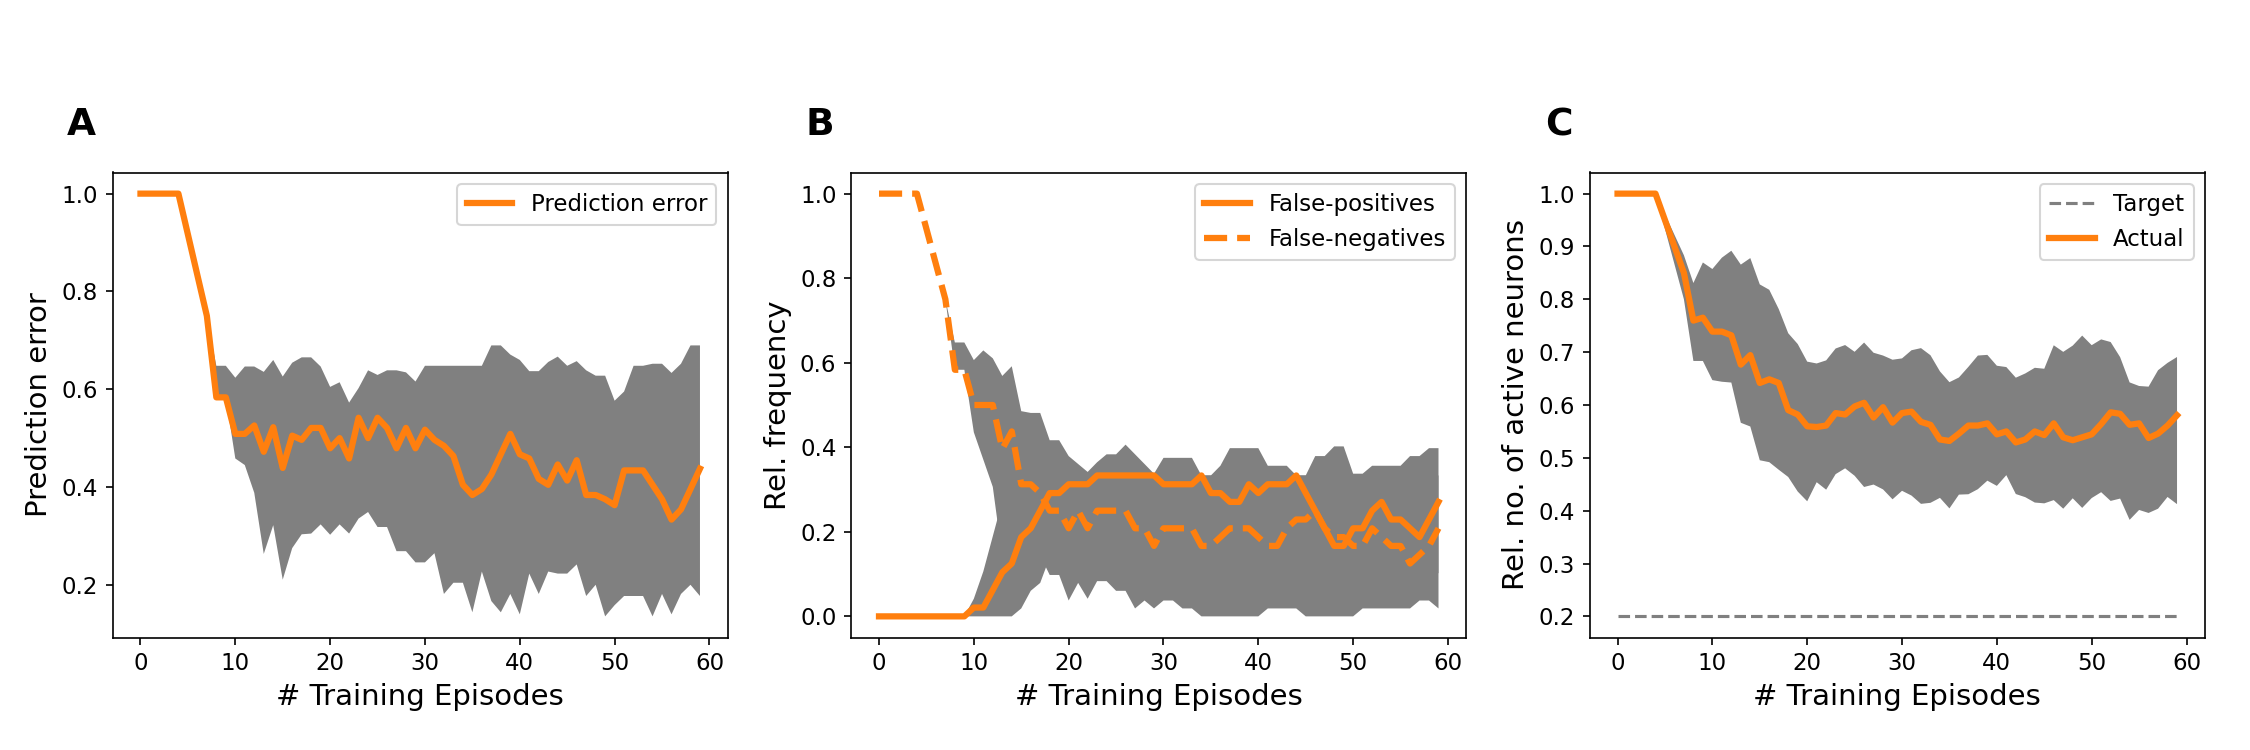 A
B
C
Prediction error
1.0
0.8
0.6
0.4
0.2
Prediction error
0
10
20
30
40
50
60
# Training Episodes
Rel. frequency
1.0
0.8
0.6
0.4
0.2
0.0
False-positives
False-negatives
0
10
20
30
40
50
60
# Training Episodes
Rel. no. of active neurons
1.0
0.9
0.8
0.7
0.6
0.5
0.4
0.3
0.2
Target
Actual
0
10
20
30
40
50
60
# Training Episodes